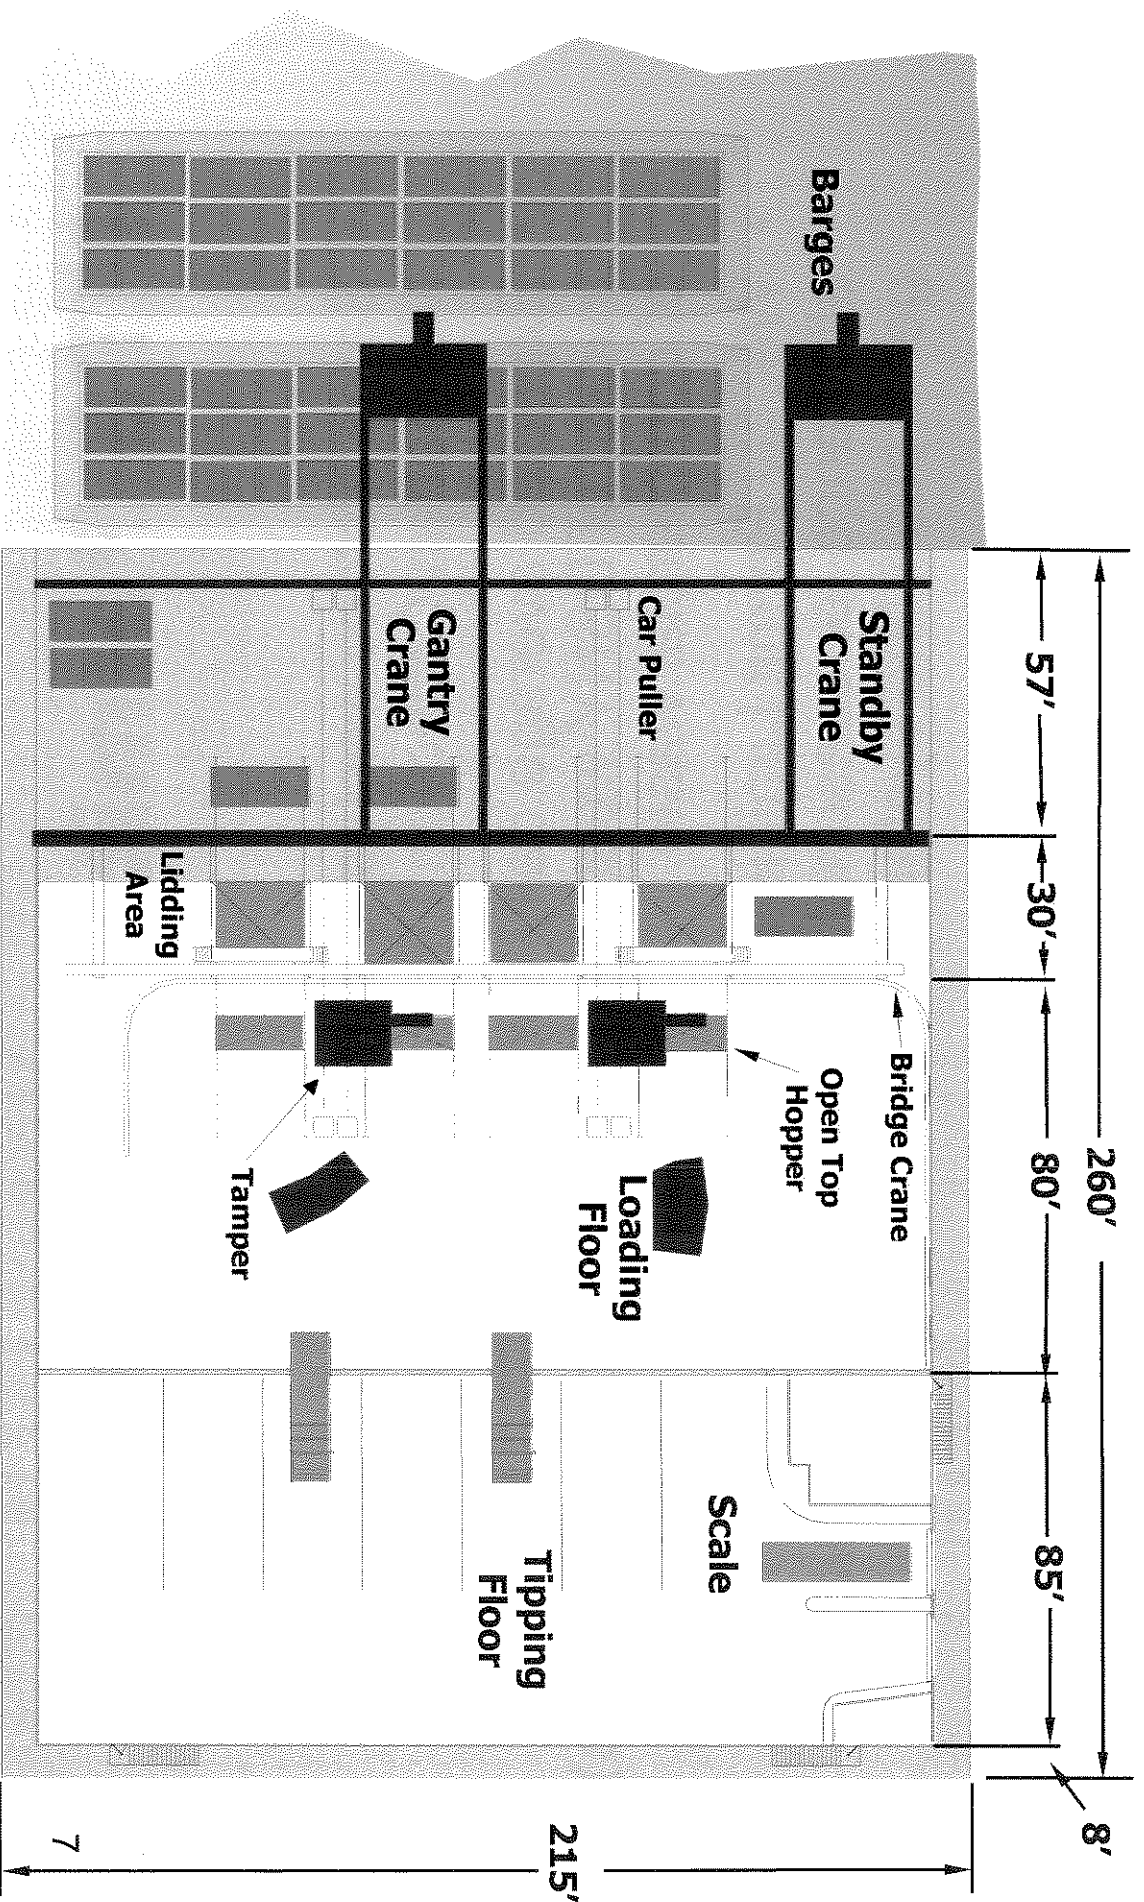 260'
57'
30'
80'
85'
8'
215'
Barges
Standby
Crane
Car Puller
Gantry
Crane
Lidding
Area
Bridge Crane
Open Top
Hopper
Loading
Floor
Tamper
Scale
Tipping
Floor
7